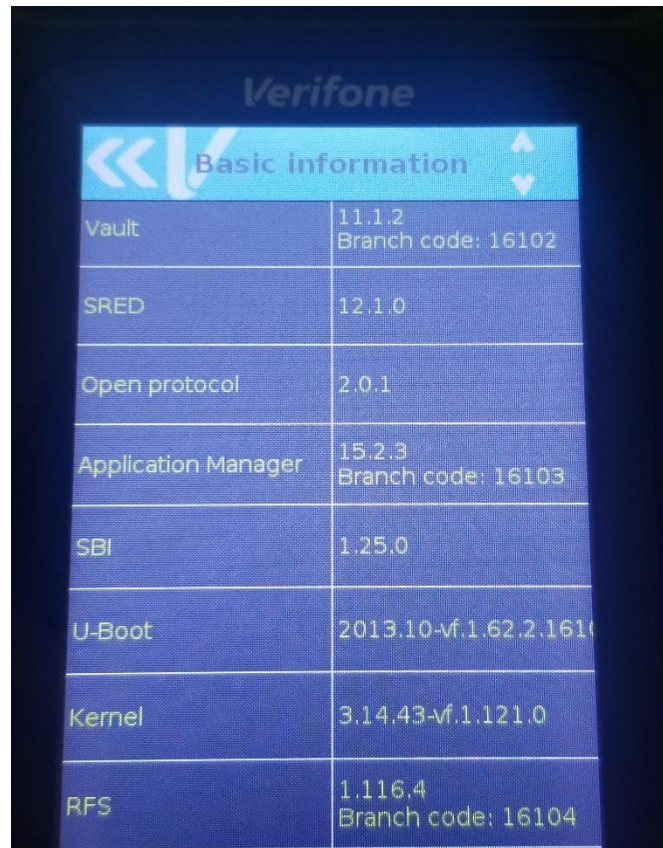 Verifone
Basic information
Vault
11.1.2
Branch code: 16102
SRED
12.1.0
Open protocol
2.0.1
Application Manager
15.2.3
Branch code: 16103
SBI
1.25.0
U-Boot
2013.10-vf.1.62.2.1610
Kernel
3.14.43-vf.1.121.0
RFS
1.116.4
Branch code: 16104